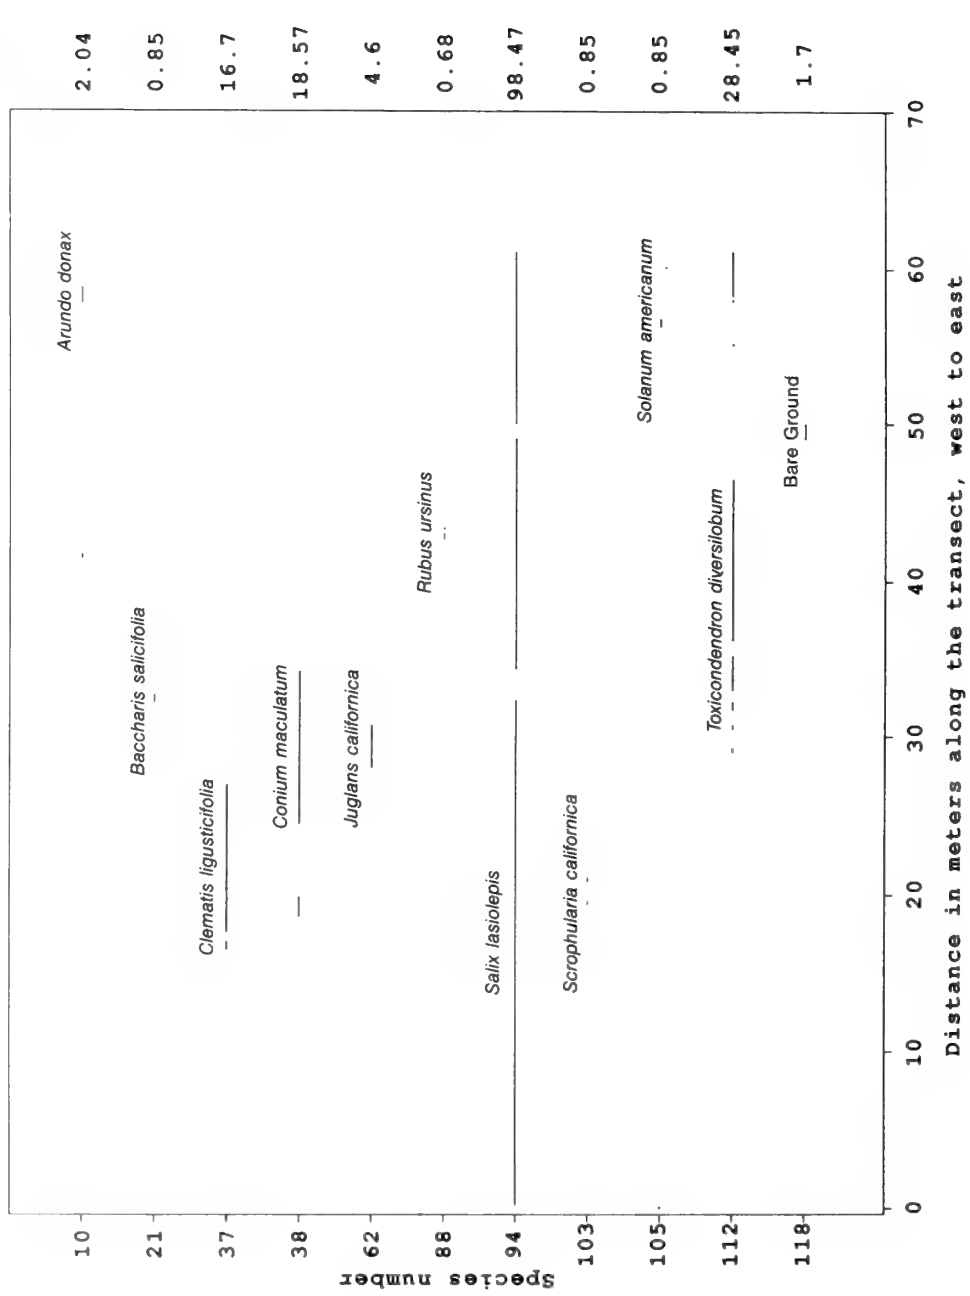 2.04
0.85
16.7
18.57
4.6
0.68
98.47
0.85
0.85
28.45
1.7
Arundo donax
Baccharis salicifolia
Clematis ligusticifolia
Conium maculatum
Juglans californica
Rubus ursinus
Salix lasiolepis
Scrophularia californica
Solanum americanum
Toxicondendron diversilobum
Bare Ground
10
21
37
38
62
88
94
103
105
112
118
Species number
0
10
20
30
40
50
60
70
Distance in meters along the transect, west to east